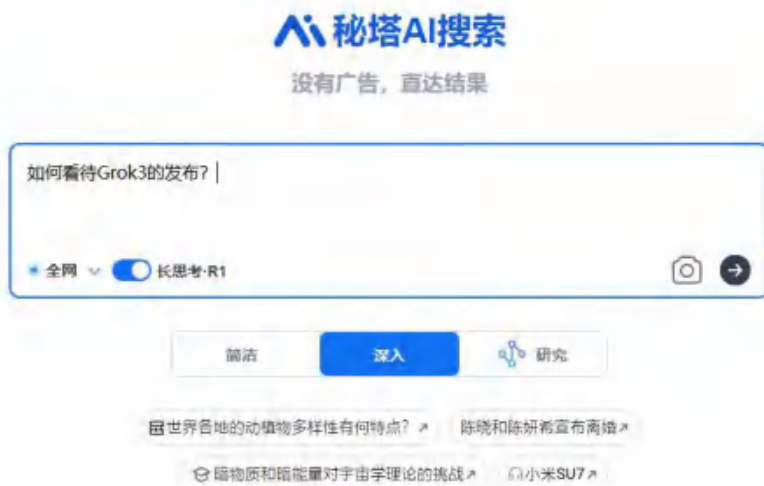 秘塔AI搜索
没有广告，直达结果
如何看待Grok3的发布？
全网 长思考·R1
简洁 深入 研究
世界各地的动植物多样性有何特点？ 陈晓和陈妍希宣布离婚
暗物质和暗能量对宇宙学理论的挑战 小米SU7